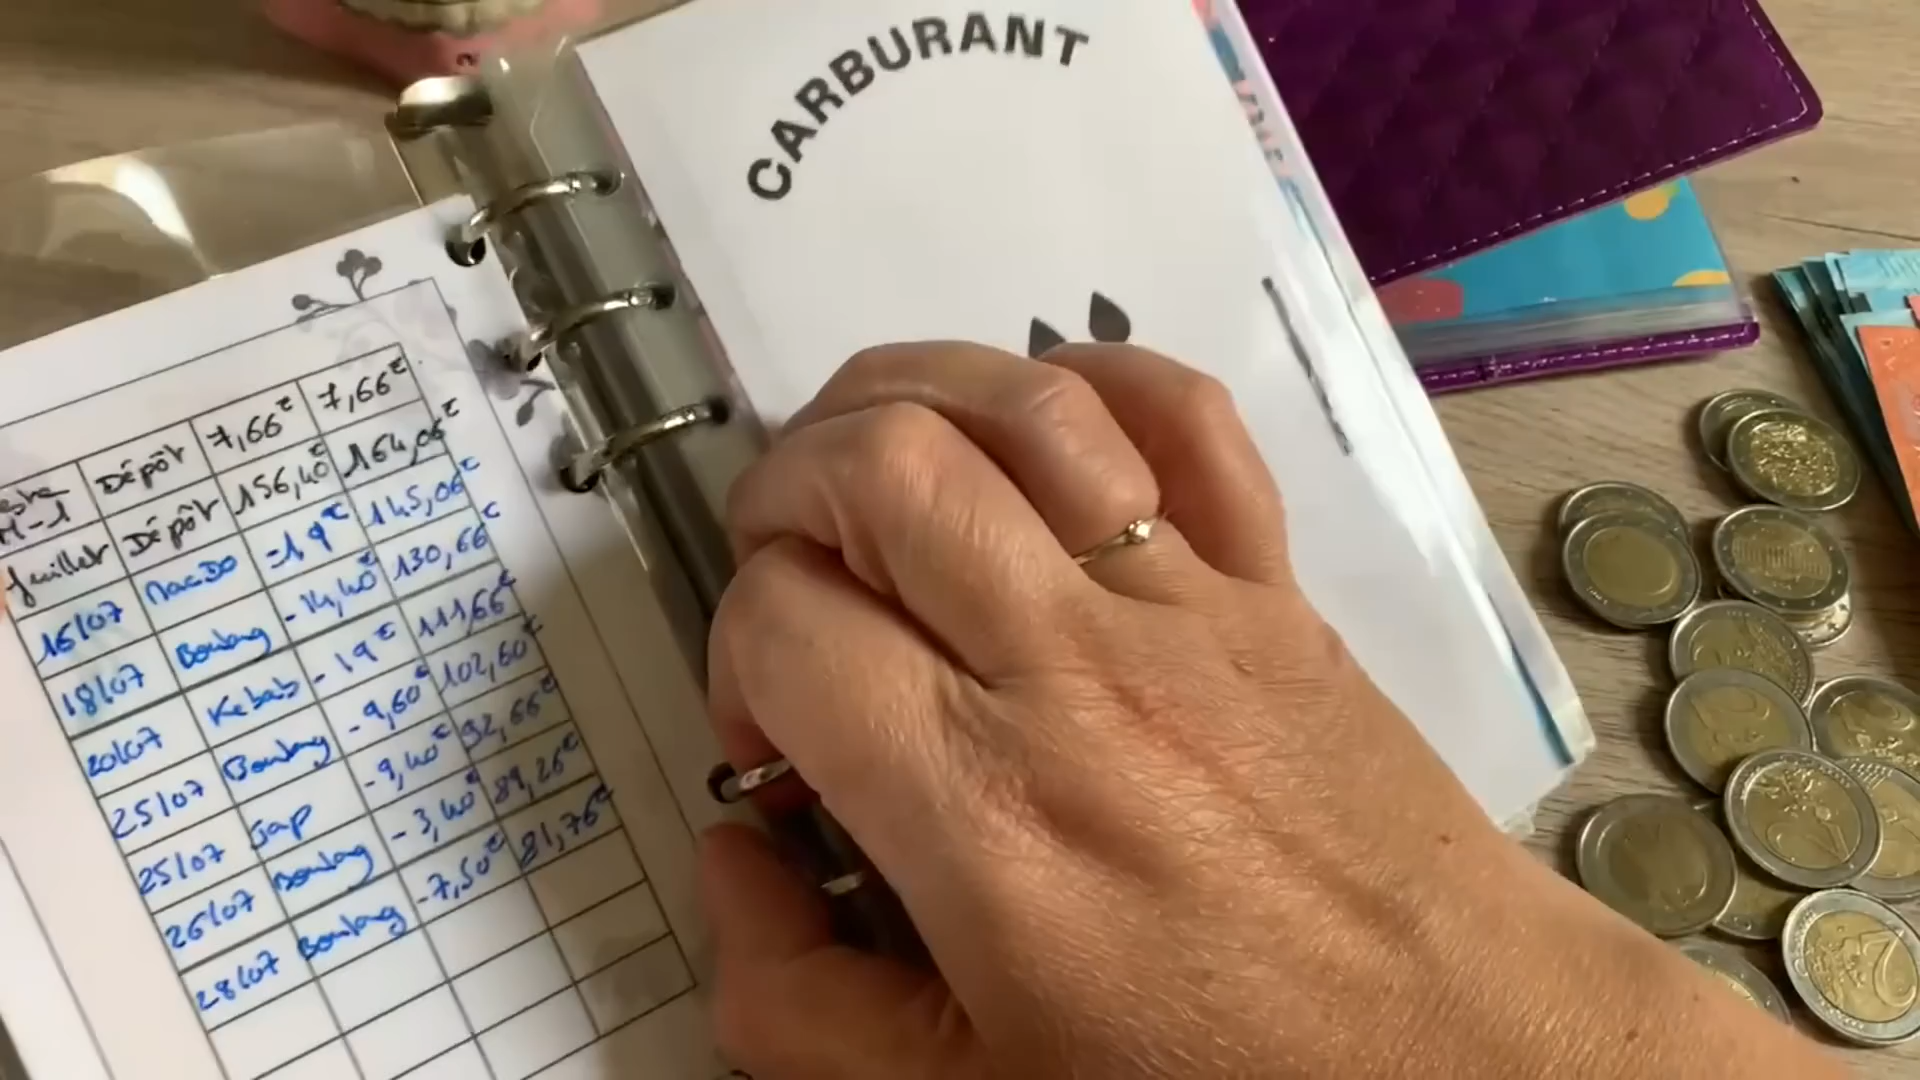 CARBURANT
M-1 Dépôt 7,66€ 7,66€
Juillet Dépôt 156,40€ 164,06€
16/07 MacDo -19€ 145,06€
18/07 Boulang -14,40€ 130,66€
20/07 Kebab -19€ 111,66€
25/07 Boulang -9,60€ 102,60€
25/07 -9,40€ 92,66€
26/07 Boulang -3,40€ 89,26€
28/07 Boulang -7,50€ 81,76€